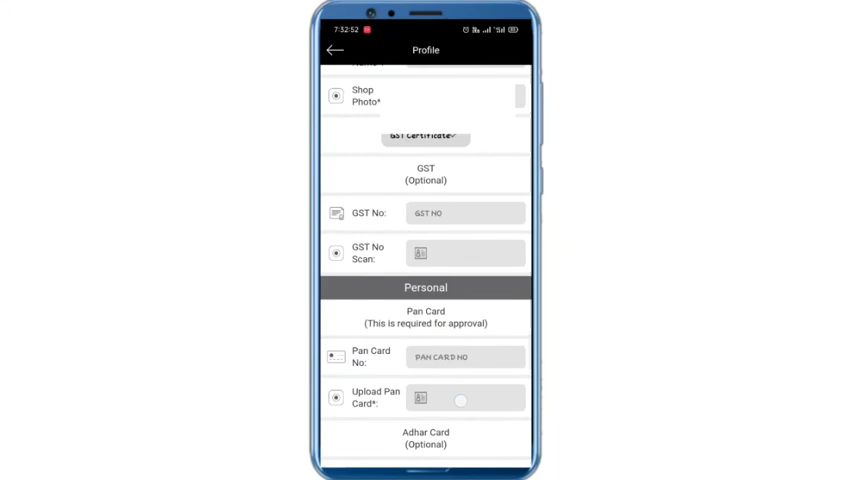 7:32:52
Profile
Shop
Photo*
GST Certificate
GST
(Optional)
GST No:
GST NO
GST No
Scan:
Personal
Pan Card
(This is required for approval)
Pan Card
No:
PAN CARD NO
Upload Pan
Card*:
Adhar Card
(Optional)